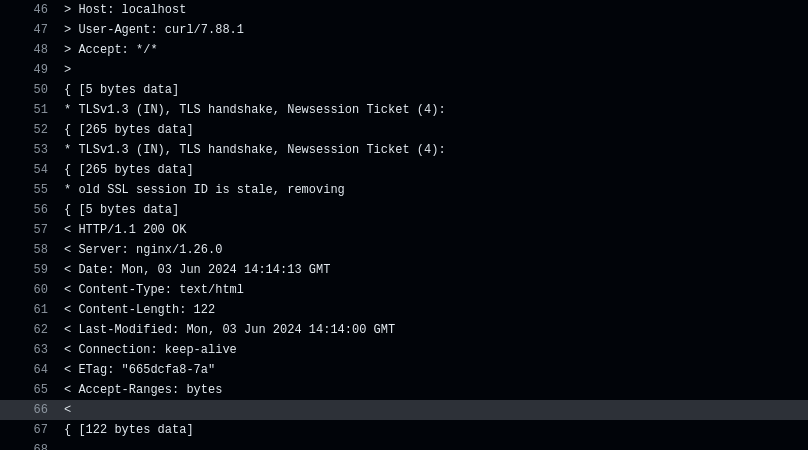 46 > Host: localhost
47 > User-Agent: curl/7.88.1
48 > Accept: */*
49 >
50 { [5 bytes data]
51 * TLSv1.3 (IN), TLS handshake, Newsession Ticket (4):
52 { [265 bytes data]
53 * TLSv1.3 (IN), TLS handshake, Newsession Ticket (4):
54 { [265 bytes data]
55 * old SSL session ID is stale, removing
56 { [5 bytes data]
57 < HTTP/1.1 200 OK
58 < Server: nginx/1.26.0
59 < Date: Mon, 03 Jun 2024 14:14:13 GMT
60 < Content-Type: text/html
61 < Content-Length: 122
62 < Last-Modified: Mon, 03 Jun 2024 14:14:00 GMT
63 < Connection: keep-alive
64 < ETag: "665dcfa8-7a"
65 < Accept-Ranges: bytes
66 <
67 { [122 bytes data]
68